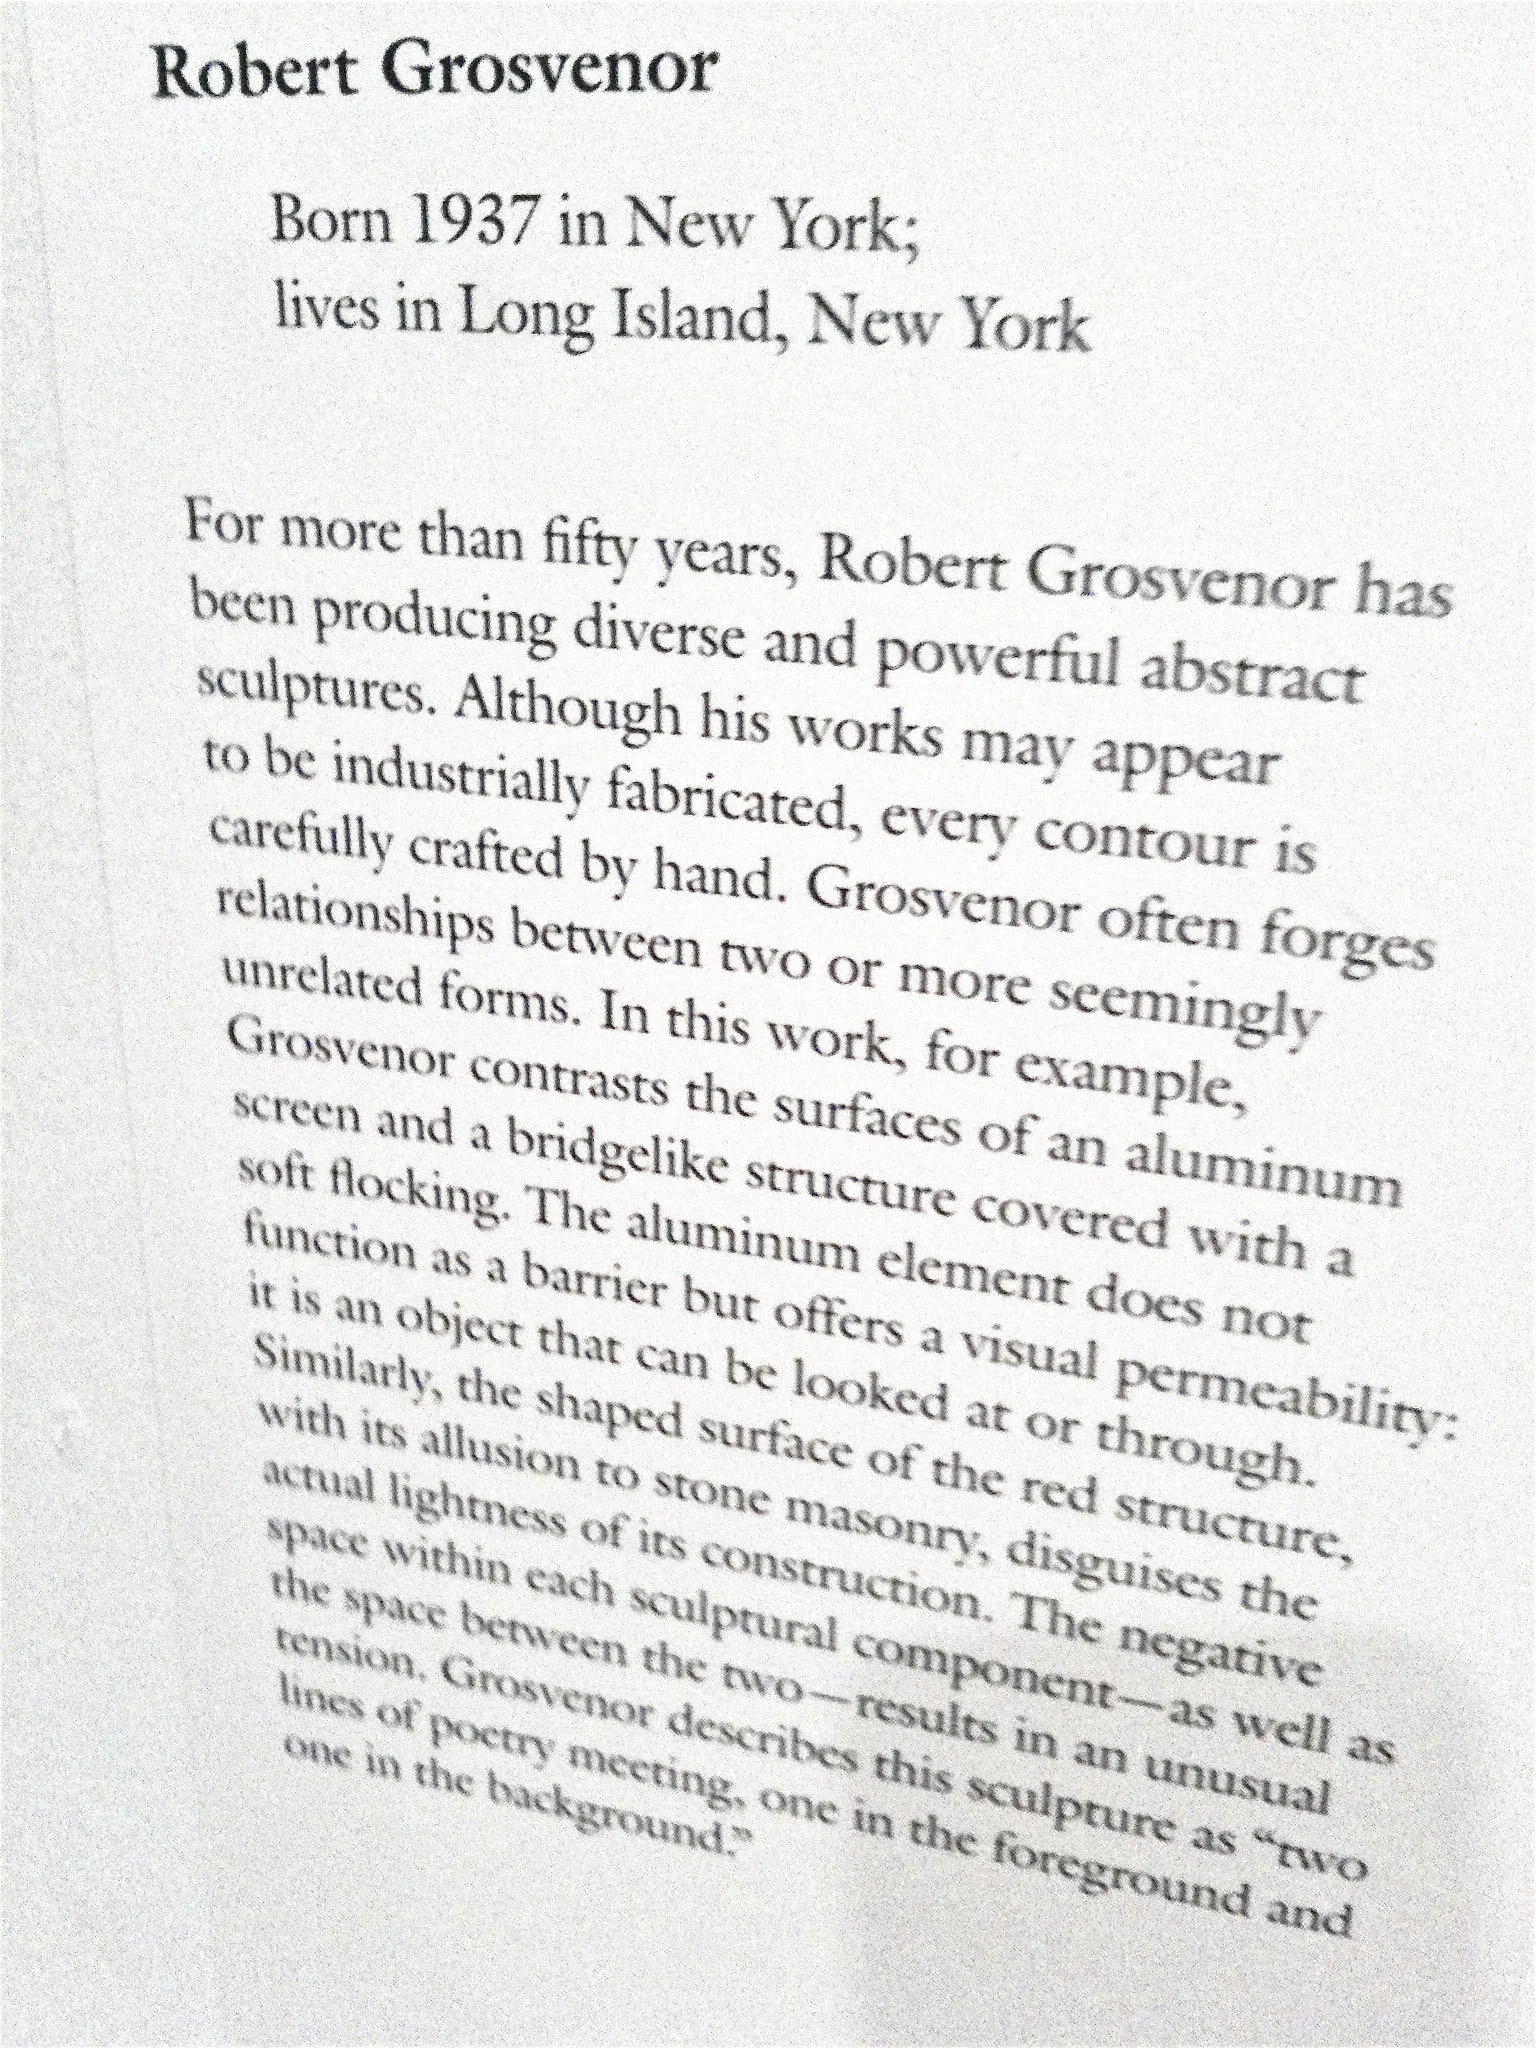 Robert Grosvenor
Born 1937 in New York;
lives in Long Island, New York
For more than fifty years, Robert Grosvenor has
been producing diverse and powerful abstract
sculptures. Although his works may appear
to be industrially fabricated, every contour is
carefully crafted by hand. Grosvenor often forges
relationships between two or more seemingly
unrelated forms. In this work, for example,
Grosvenor contrasts the surfaces of an aluminum
screen and a bridgelike structure covered with a
soft flocking. The aluminum element does not
function as a barrier but offers a visual permeability:
it is an object that can be looked at or through.
Similarly, the shaped surface of the red structure,
with its allusion to stone masonry, disguises the
actual lightness of its construction. The negative
space within each sculptural component—as well as
the space between the two—results in an unusual
tension. Grosvenor describes this sculpture as “two
lines of poetry meeting, one in the foreground and
one in the background.”